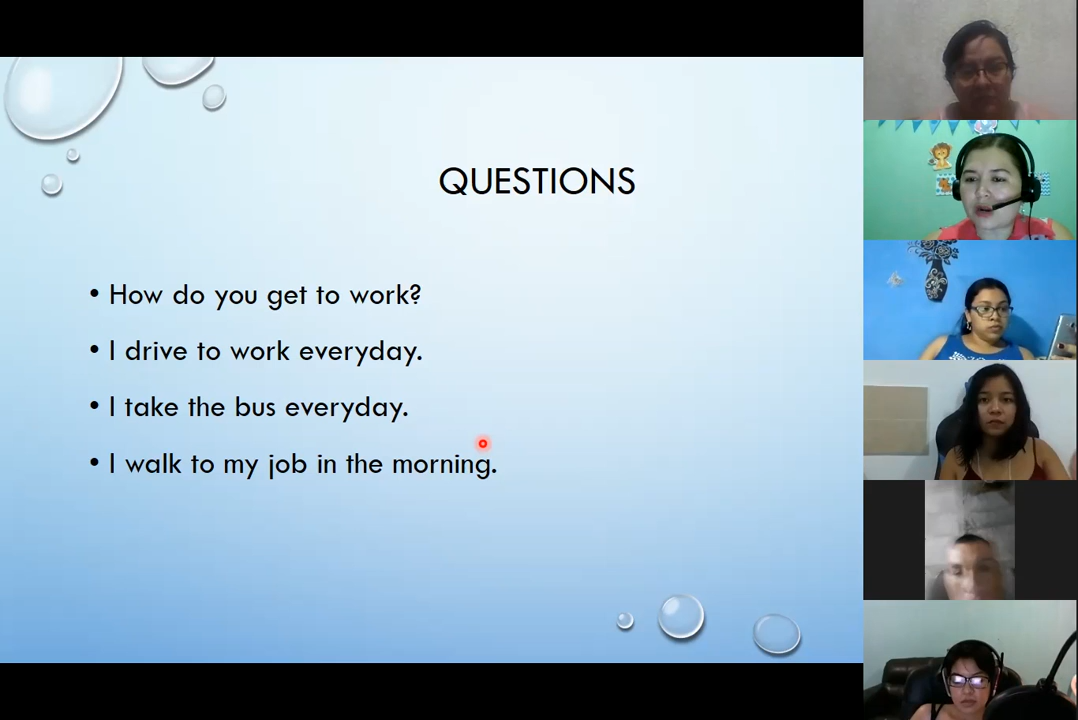 QUESTIONS
• How do you get to work?
• I drive to work everyday.
• I take the bus everyday.
• I walk to my job in the morning.